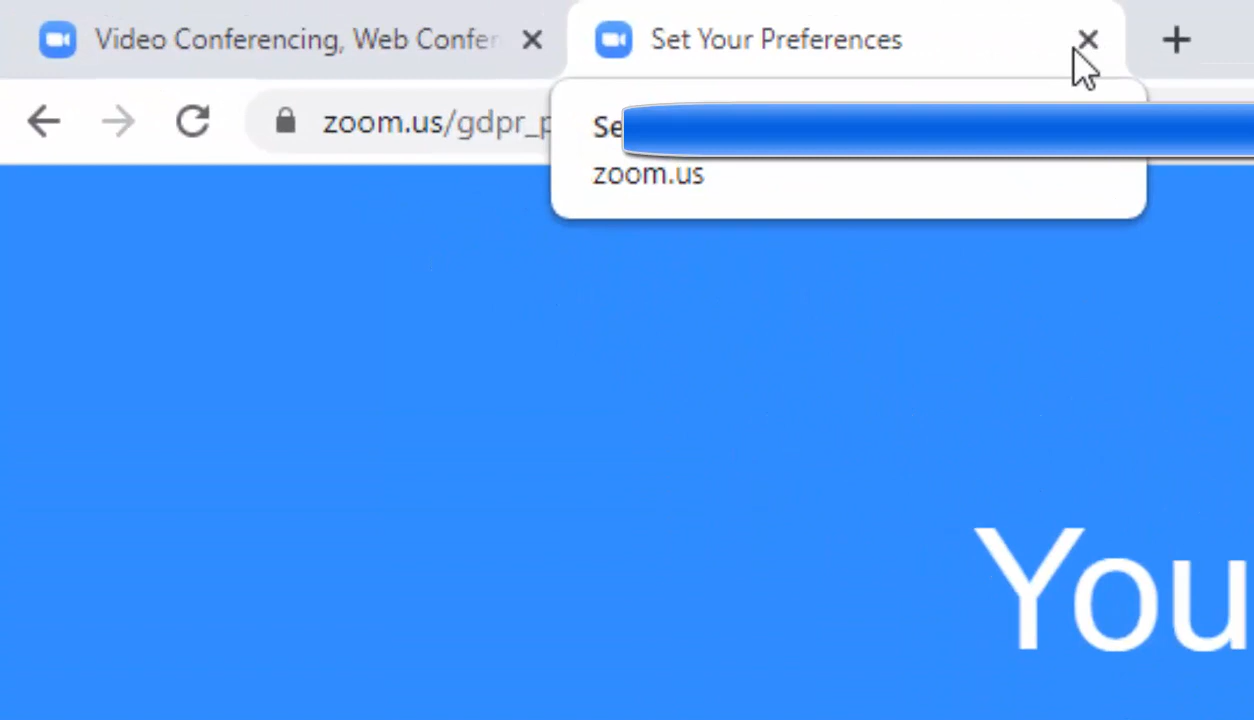 Video Conferencing, Web Confer
Set Your Preferences
zoom.us/gdpr_p
Se
zoom.us
You